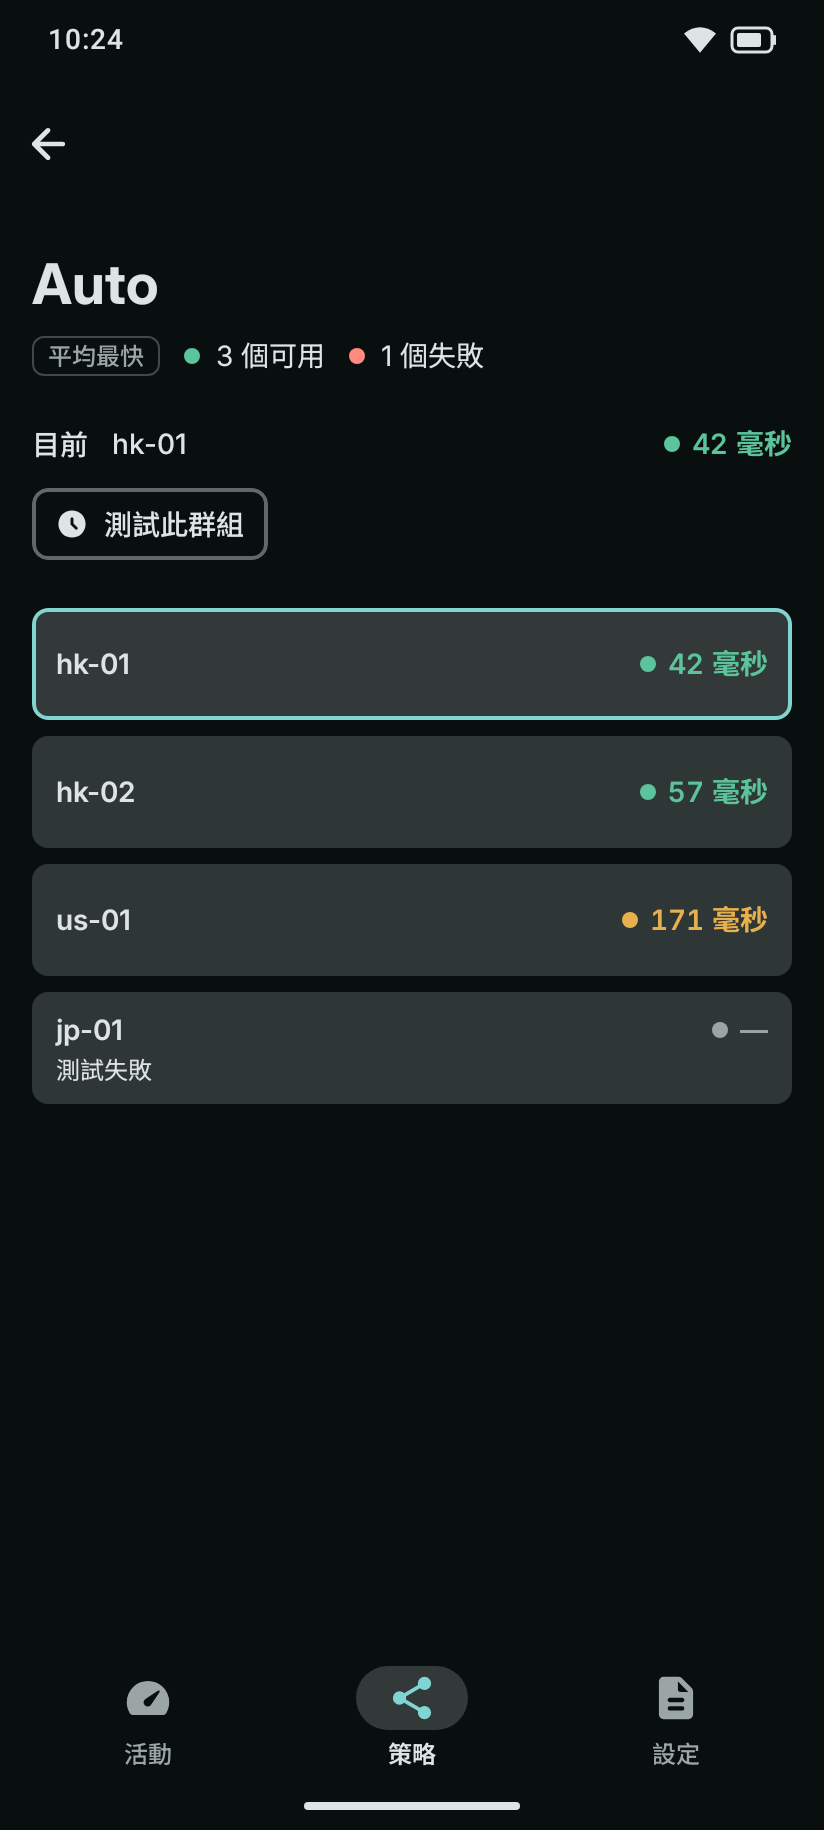 10:24
Auto
平均最快 3 個可用 1 個失敗
目前 hk-01 42 毫秒
測試此群組
hk-01 42 毫秒
hk-02 57 毫秒
us-01 171 毫秒
jp-01 —
測試失敗
活動 策略 設定